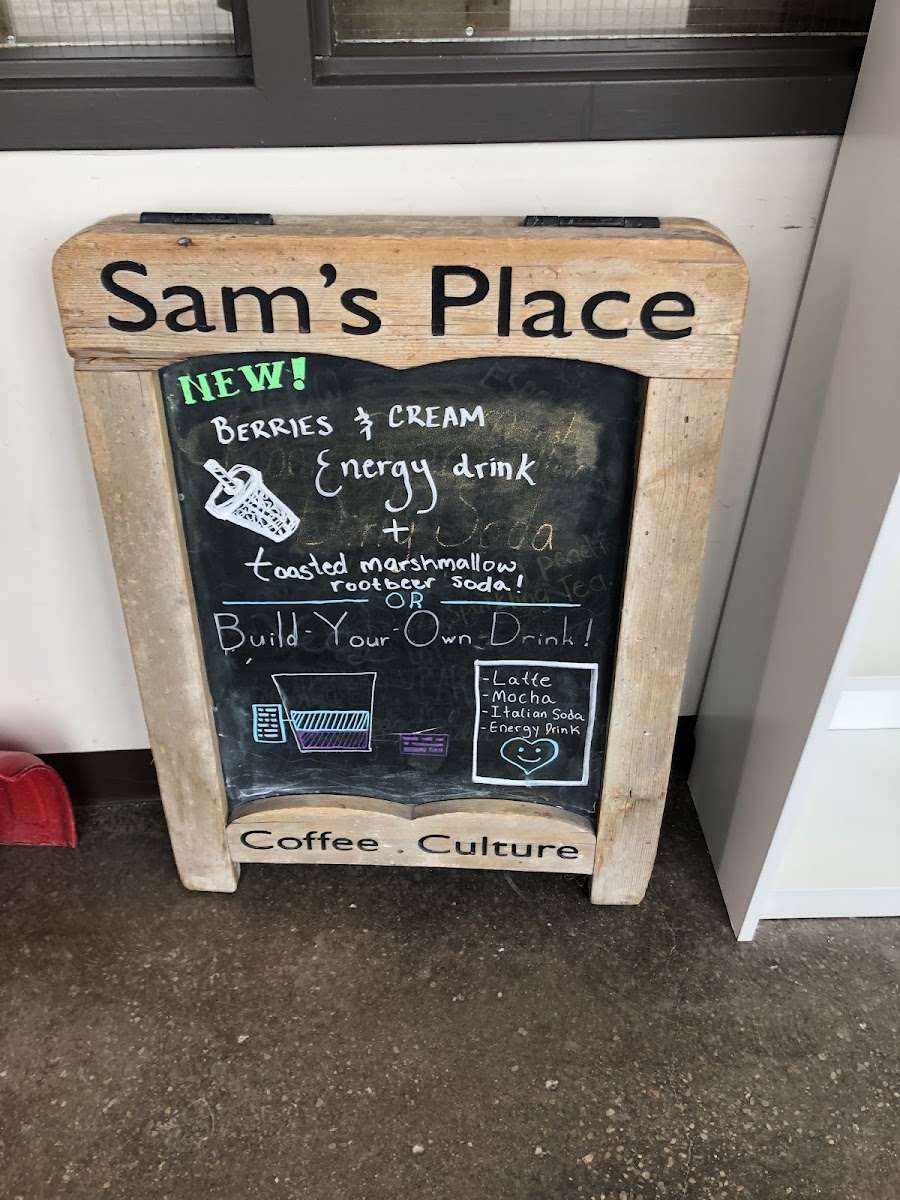 Sam's Place
NEW!
BERRIES & CREAM
Energy drink
+
toasted marshmallow
rootbeer soda!
OR
Build-Your-Own Drink!
-Latte
-Mocha
-Italian Soda
-Energy Drink
Coffee . Culture